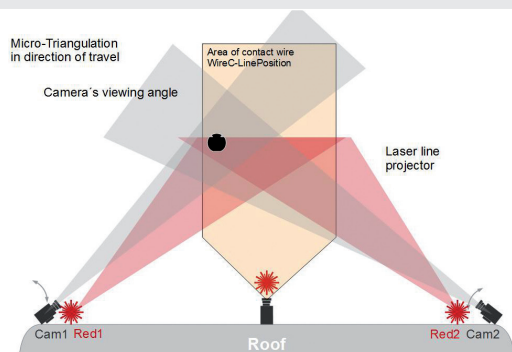 Micro-Triangulation
in direction of travel
Area of contact wire
WireC-LinePosition
Camera´s viewing angle
Laser line
projector
Cam1 Red1
Red2 Cam2
Roof